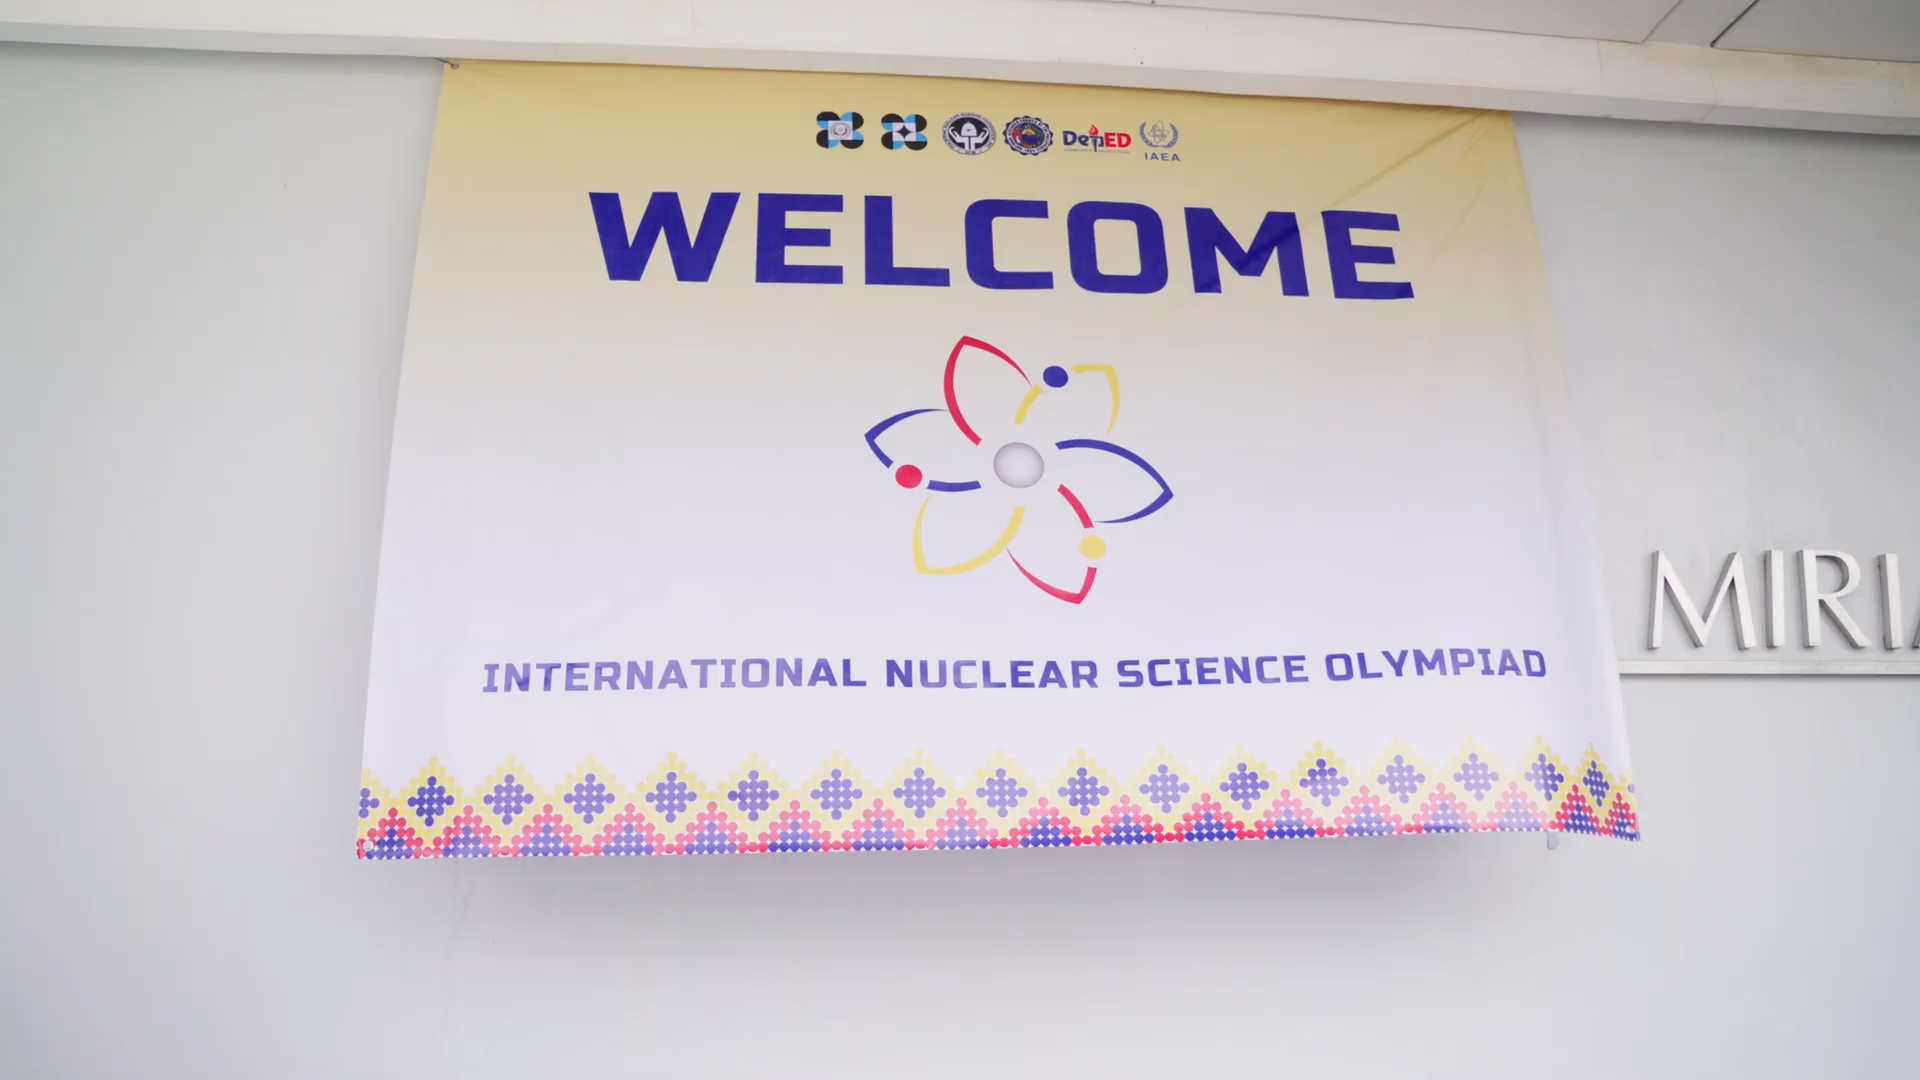 DepED
IAEA
WELCOME
INTERNATIONAL NUCLEAR SCIENCE OLYMPIAD
MIRI